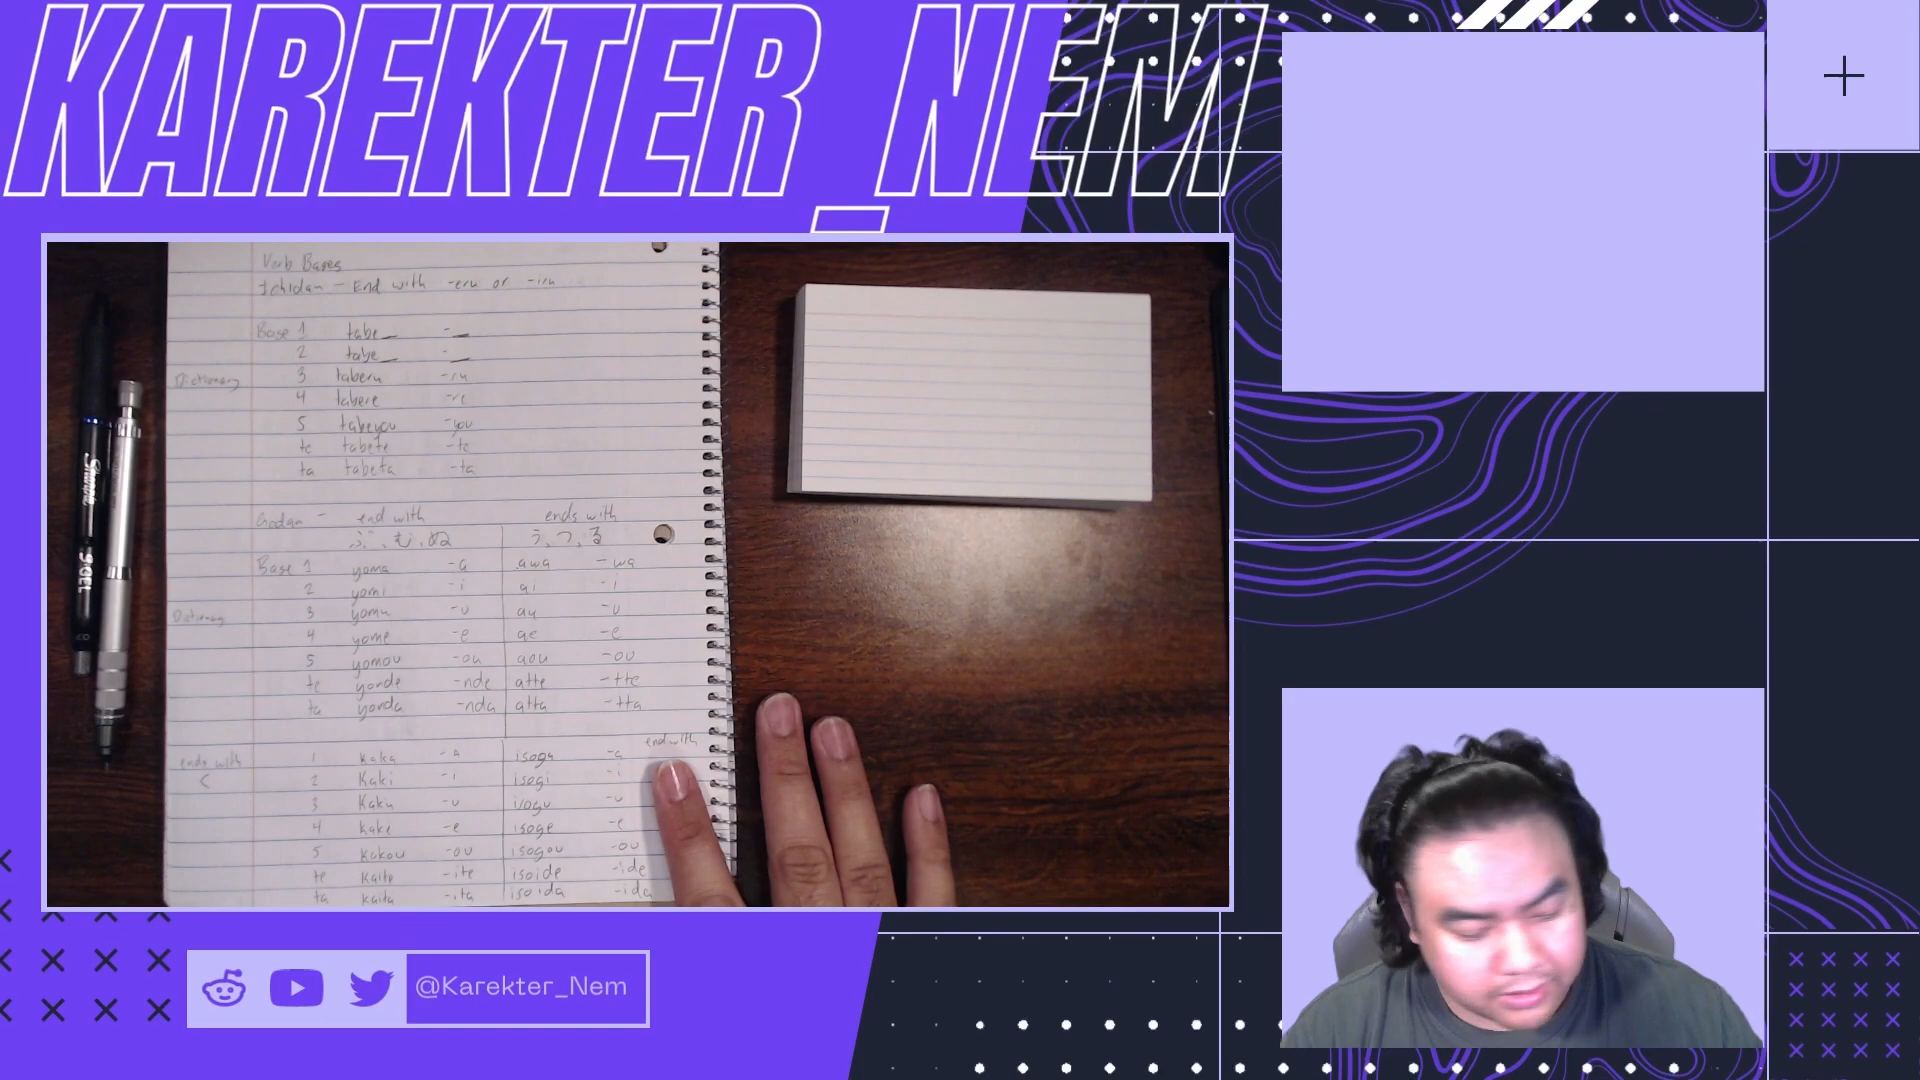 KAREKTER_NEM
Verb Bases
Ichidan - End with -eru or -iru
Base 1 tabe_ -_
2 tabe_ -_
Dictionary 3 taberu -ru
4 tabere -re
5 tabeyou -you
te tabete -te
ta tabeta -ta
Godan - end with ends with
ぶ、む、ぬ う、つ、る
Base 1 yoma -a awa -wa
2 yomi -i ai -i
Dictionary 3 yomu -u au -u
4 yome -e ae -e
5 yomou -ou aou -ou
te yonde -nde atte -tte
ta yonda -nda atta -tta
end with
ends with 1 kaka -a isoga -a
く 2 Kaki -i isogi -i
3 Kaku -u isogu -u
4 Kake -e isoge -e
5 Kakou -ou isogou -ou
te Kaite -ite isoide -ide
ta Kaita -ita isoida -ida
Sharpie
S·GEL
@Karekter_Nem